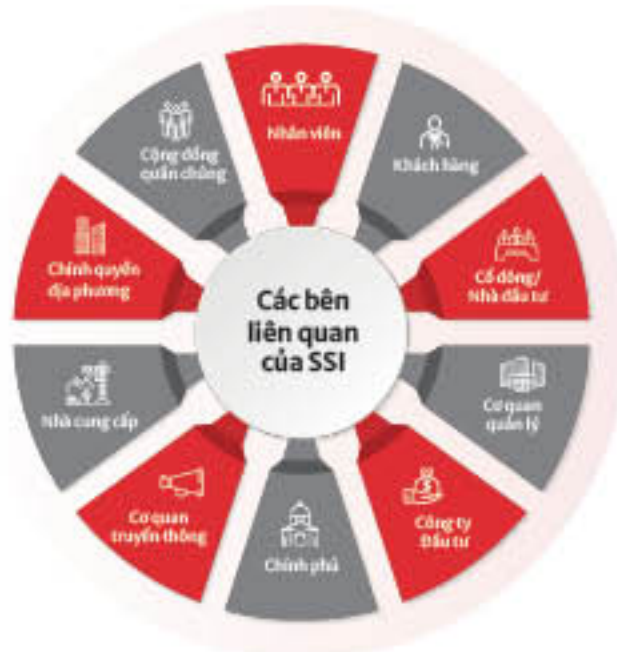 Các bên
liên quan
của SSI
Nhân viên
Khách hàng
Cổ đông/
Nhà đầu tư
Cơ quan
quản lý
Công ty
Đầu tư
Chính phủ
Cơ quan
truyền thông
Nhà cung cấp
Chính quyền
địa phương
Cộng đồng
quần chúng